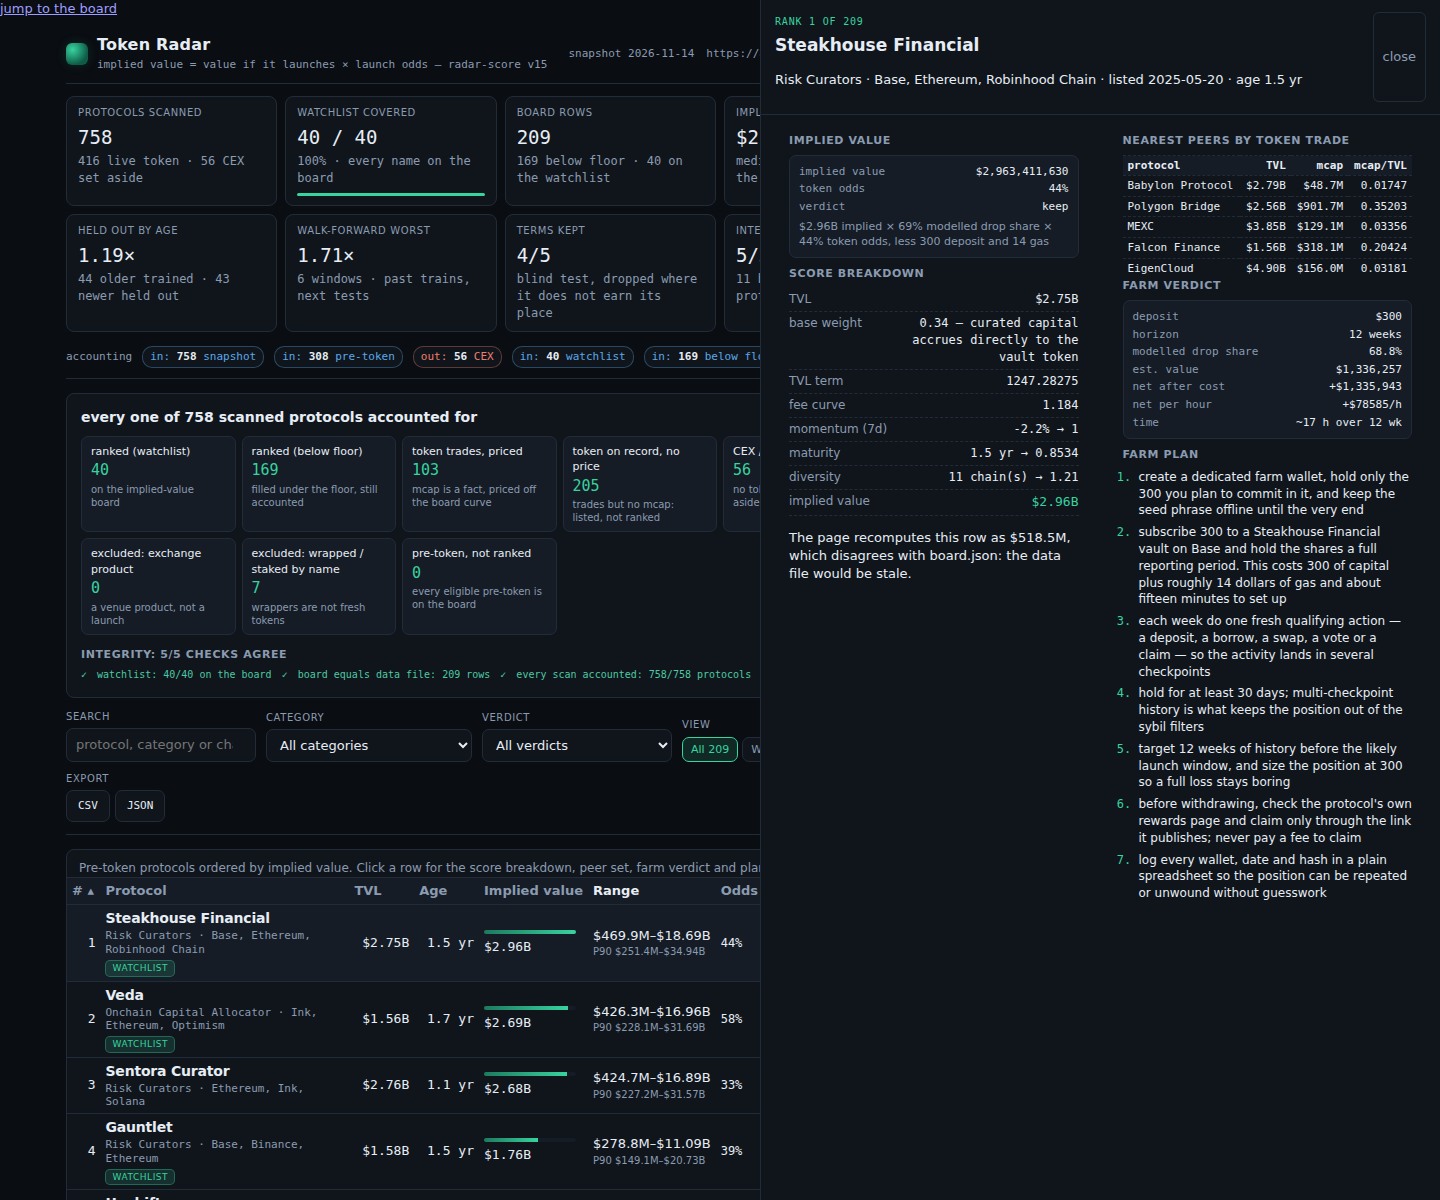 jump to the board
Token Radar
implied value = value if it launches × launch odds — radar-score v15
snapshot 2026-11-14 https://
PROTOCOLS SCANNED
758
416 live token · 56 CEX
set aside
WATCHLIST COVERED
40 / 40
100% · every name on the
board
BOARD ROWS
209
169 below floor · 40 on
the watchlist
HELD OUT BY AGE
1.19×
44 older trained · 43
newer held out
WALK-FORWARD WORST
1.71×
6 windows · past trains,
next tests
TERMS KEPT
4/5
blind test, dropped where
it does not earn its
place
accounting
in: 758 snapshot
in: 308 pre-token
out: 56 CEX
in: 40 watchlist
in: 169 below flo
every one of 758 scanned protocols accounted for
ranked (watchlist)
40
on the implied-value
board
ranked (below floor)
169
filled under the floor, still
accounted
token trades, priced
103
mcap is a fact, priced off
the board curve
token on record, no
price
205
trades but no mcap:
listed, not ranked
CEX
56
no to
aside
excluded: exchange
product
0
a venue product, not a
launch
excluded: wrapped /
staked by name
7
wrappers are not fresh
tokens
pre-token, not ranked
0
every eligible pre-token is
on the board
INTEGRITY: 5/5 CHECKS AGREE
✓ watchlist: 40/40 on the board ✓ board equals data file: 209 rows ✓ every scan accounted: 758/758 protocols
SEARCH
protocol, category or ch
CATEGORY
All categories
VERDICT
All verdicts
VIEW
All 209
W
EXPORT
CSV
JSON
Pre-token protocols ordered by implied value. Click a row for the score breakdown, peer set, farm verdict and pla
# ▴ Protocol TVL Age Implied value Range Odds
Steakhouse Financial
Risk Curators · Base, Ethereum,
Robinhood Chain
WATCHLIST
1 $2.75B 1.5 yr $2.96B $469.9M–$18.69B 44%
P90 $251.4M–$34.94B
Veda
Onchain Capital Allocator · Ink,
Ethereum, Optimism
WATCHLIST
2 $1.56B 1.7 yr $2.69B $426.3M–$16.96B 58%
P90 $228.1M–$31.69B
Sentora Curator
Risk Curators · Ethereum, Ink,
Solana
3 $2.76B 1.1 yr $2.68B $424.7M–$16.89B 33%
P90 $227.2M–$31.57B
Gauntlet
Risk Curators · Base, Binance,
Ethereum
WATCHLIST
4 $1.58B 1.5 yr $1.76B $278.8M–$11.09B 39%
P90 $149.1M–$20.73B
RANK 1 OF 209
Steakhouse Financial
Risk Curators · Base, Ethereum, Robinhood Chain · listed 2025-05-20 · age 1.5 yr
close
IMPLIED VALUE
implied value $2,963,411,630
token odds 44%
verdict keep
$2.96B implied × 69% modelled drop share ×
44% token odds, less 300 deposit and 14 gas
SCORE BREAKDOWN
TVL $2.75B
base weight 0.34 — curated capital
accrues directly to the
vault token
TVL term 1247.28275
fee curve 1.184
momentum (7d) -2.2% → 1
maturity 1.5 yr → 0.8534
diversity 11 chain(s) → 1.21
implied value $2.96B
The page recomputes this row as $518.5M,
which disagrees with board.json: the data
file would be stale.
NEAREST PEERS BY TOKEN TRADE
protocol TVL mcap mcap/TVL
Babylon Protocol $2.79B $48.7M 0.01747
Polygon Bridge $2.56B $901.7M 0.35203
MEXC $3.85B $129.1M 0.03356
Falcon Finance $1.56B $318.1M 0.20424
EigenCloud $4.90B $156.0M 0.03181
FARM VERDICT
deposit $300
horizon 12 weeks
modelled drop share 68.8%
est. value $1,336,257
net after cost +$1,335,943
net per hour +$78585/h
time ~17 h over 12 wk
FARM PLAN
1. create a dedicated farm wallet, hold only the
300 you plan to commit in it, and keep the
seed phrase offline until the very end
2. subscribe 300 to a Steakhouse Financial
vault on Base and hold the shares a full
reporting period. This costs 300 of capital
plus roughly 14 dollars of gas and about
fifteen minutes to set up
3. each week do one fresh qualifying action —
a deposit, a borrow, a swap, a vote or a
claim — so the activity lands in several
checkpoints
4. hold for at least 30 days; multi-checkpoint
history is what keeps the position out of the
sybil filters
5. target 12 weeks of history before the likely
launch window, and size the position at 300
so a full loss stays boring
6. before withdrawing, check the protocol's own
rewards page and claim only through the link
it publishes; never pay a fee to claim
7. log every wallet, date and hash in a plain
spreadsheet so the position can be repeated
or unwound without guesswork